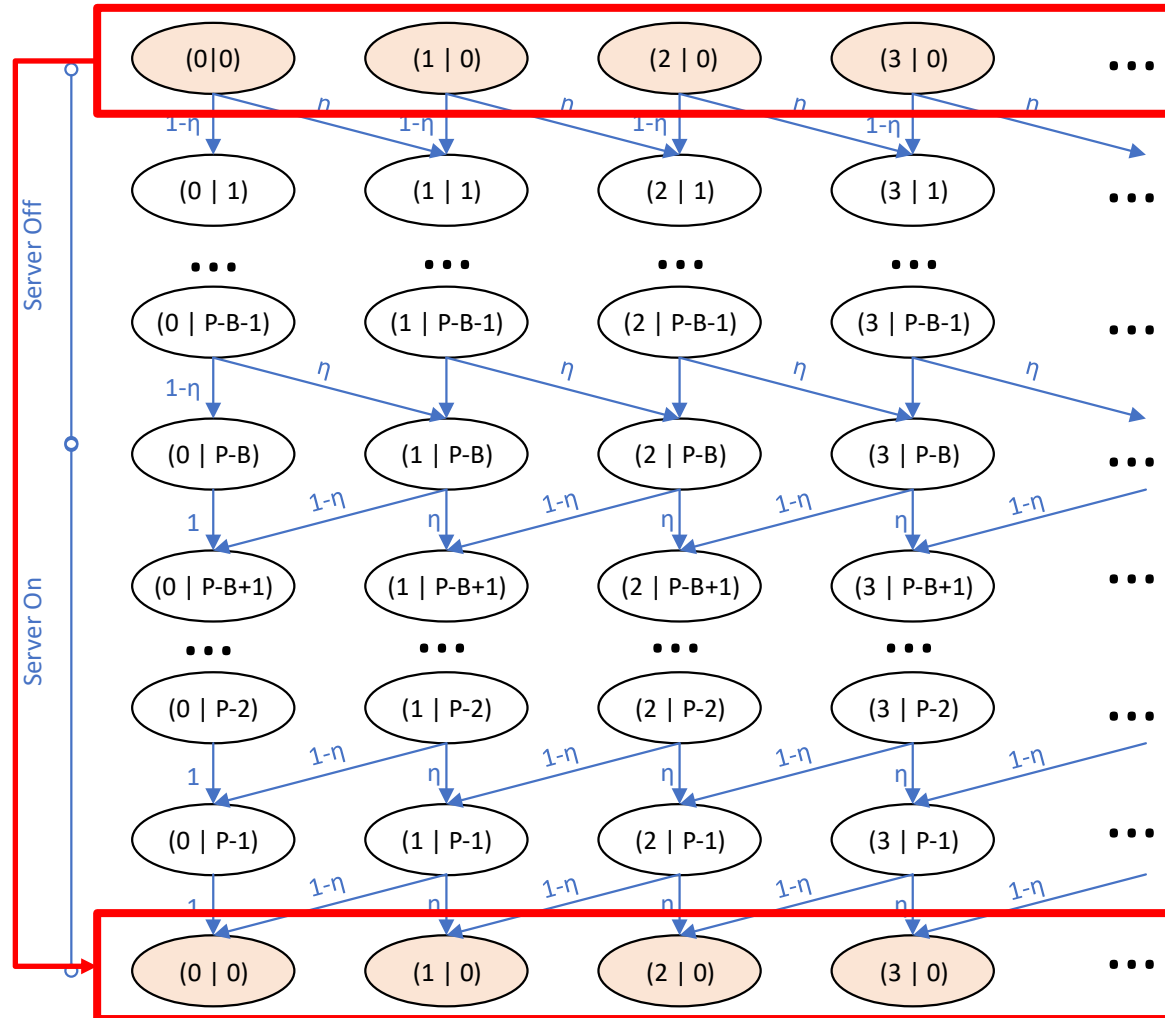 (0|0) (1 | 0) (2 | 0) (3 | 0) ...
η η η η
1-η 1-η 1-η 1-η
(0 | 1) (1 | 1) (2 | 1) (3 | 1) ...
Server Off
... ... ... ...
(0 | P-B-1) (1 | P-B-1) (2 | P-B-1) (3 | P-B-1) ...
η η η η
1-η
(0 | P-B) (1 | P-B) (2 | P-B) (3 | P-B) ...
1-η 1-η 1-η 1-η
1 η η η
(0 | P-B+1) (1 | P-B+1) (2 | P-B+1) (3 | P-B+1) ...
Server On
... ... ... ...
(0 | P-2) (1 | P-2) (2 | P-2) (3 | P-2) ...
1-η 1-η 1-η 1-η
1 η η η
(0 | P-1) (1 | P-1) (2 | P-1) (3 | P-1) ...
1-η 1-η 1-η 1-η
1 η η η
(0 | 0) (1 | 0) (2 | 0) (3 | 0) ...